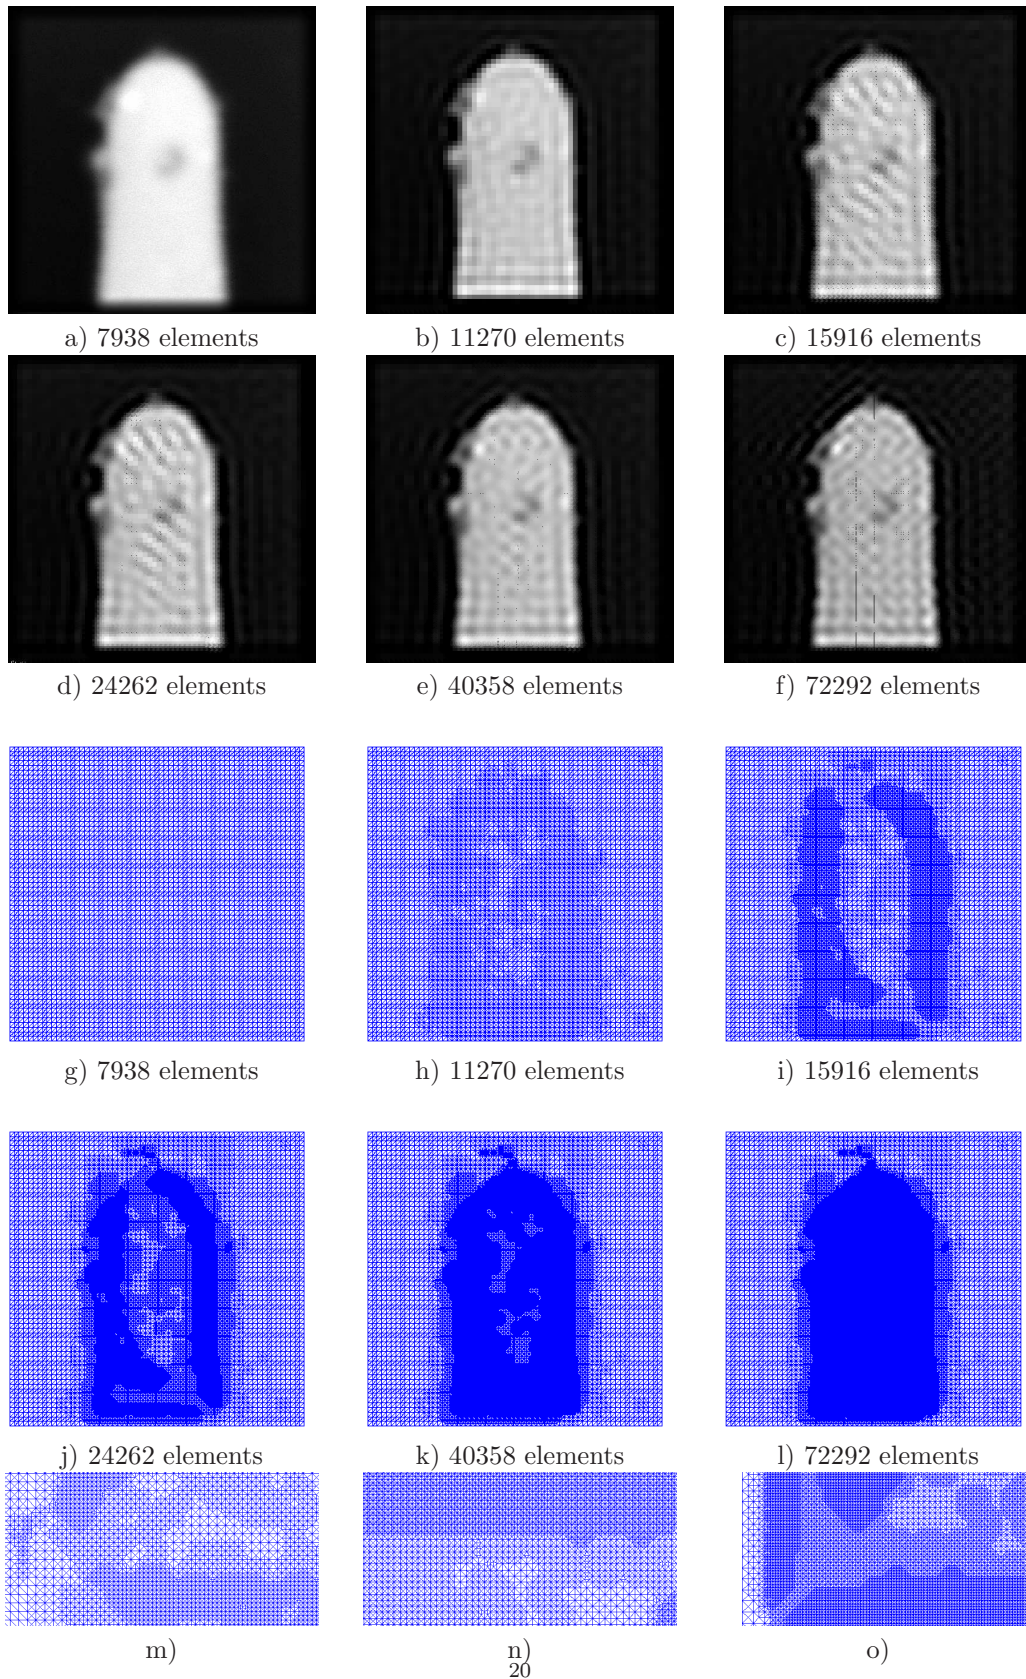 a) 7938 elements
b) 11270 elements
c) 15916 elements
d) 24262 elements
e) 40358 elements
f) 72292 elements
g) 7938 elements
h) 11270 elements
i) 15916 elements
j) 24262 elements
k) 40358 elements
l) 72292 elements
m)
n)
o)
20